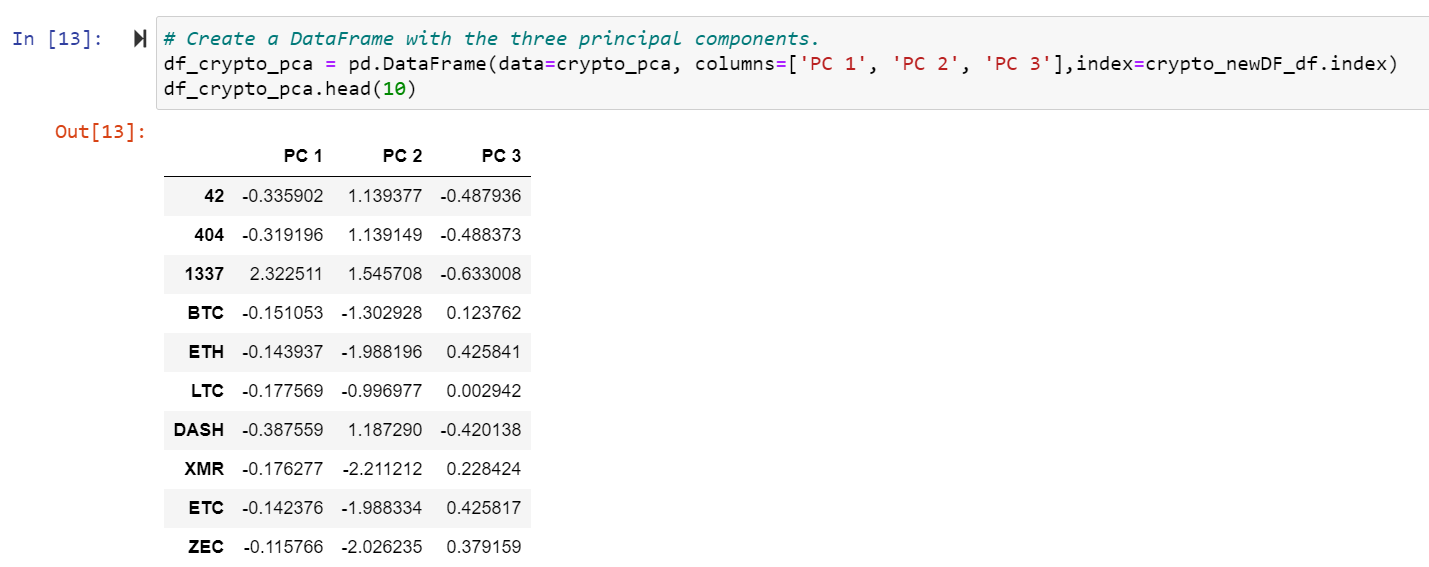 In [13]:
# Create a DataFrame with the three principal components.
df_crypto_pca = pd.DataFrame(data=crypto_pca, columns=['PC 1', 'PC 2', 'PC 3'],index=crypto_newDF_df.index)
df_crypto_pca.head(10)
Out[13]:
PC 1 PC 2 PC 3
42 -0.335902 1.139377 -0.487936
404 -0.319196 1.139149 -0.488373
1337 2.322511 1.545708 -0.633008
BTC -0.151053 -1.302928 0.123762
ETH -0.143937 -1.988196 0.425841
LTC -0.177569 -0.996977 0.002942
DASH -0.387559 1.187290 -0.420138
XMR -0.176277 -2.211212 0.228424
ETC -0.142376 -1.988334 0.425817
ZEC -0.115766 -2.026235 0.379159